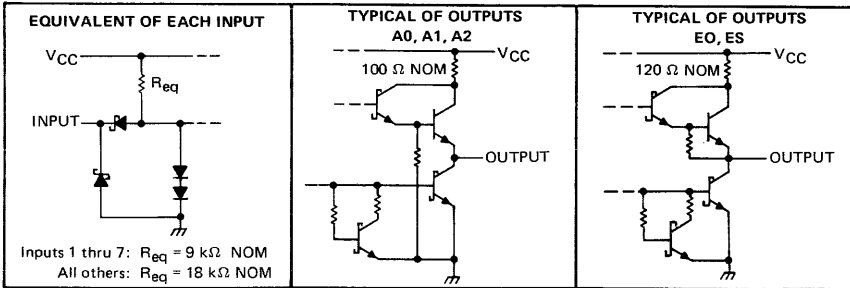 EQUIVALENT OF EACH INPUT
VCC
Req
INPUT
Inputs 1 thru 7: Req = 9 kΩ NOM
All others: Req = 18 kΩ NOM
TYPICAL OF OUTPUTS
A0, A1, A2
VCC
100 Ω NOM
OUTPUT
TYPICAL OF OUTPUTS
EO, ES
VCC
120 Ω NOM
OUTPUT